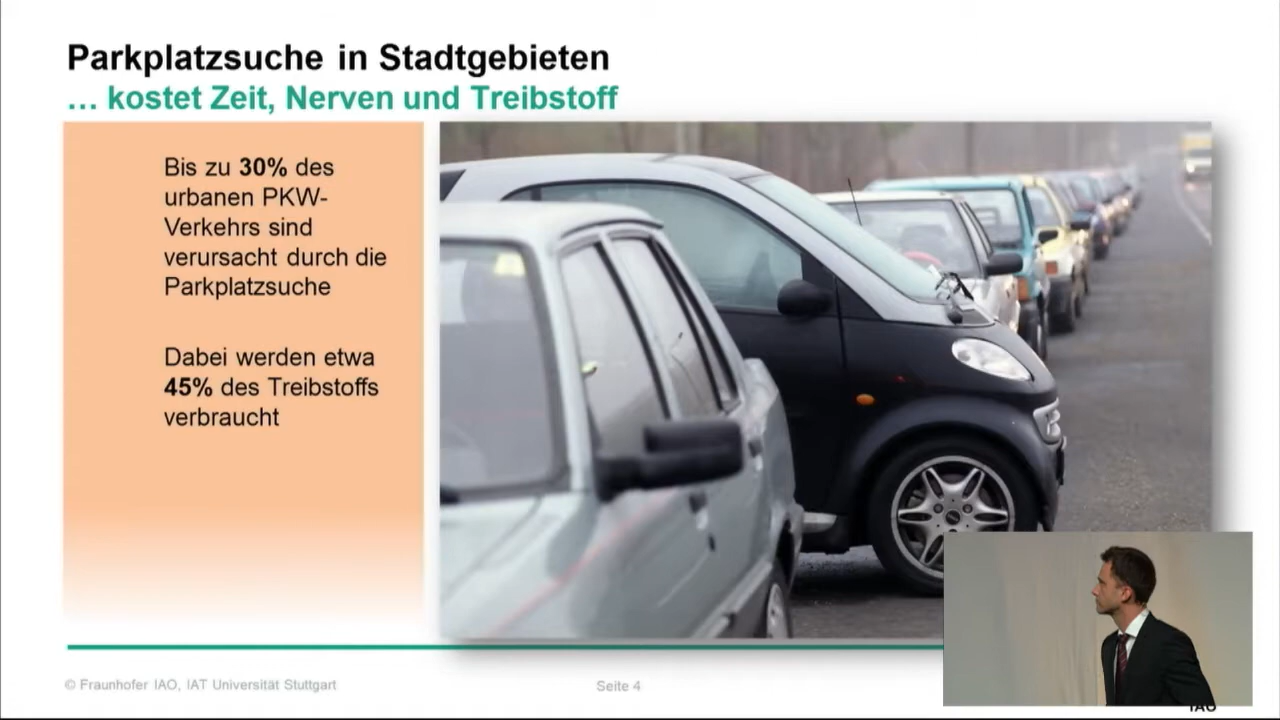 Parkplatzsuche in Stadtgebieten
… kostet Zeit, Nerven und Treibstoff
Bis zu 30% des
urbanen PKW-
Verkehrs sind
verursacht durch die
Parkplatzsuche
Dabei werden etwa
45% des Treibstoffs
verbraucht
© Fraunhofer IAO, IAT Universität Stuttgart
Seite 4
IAO